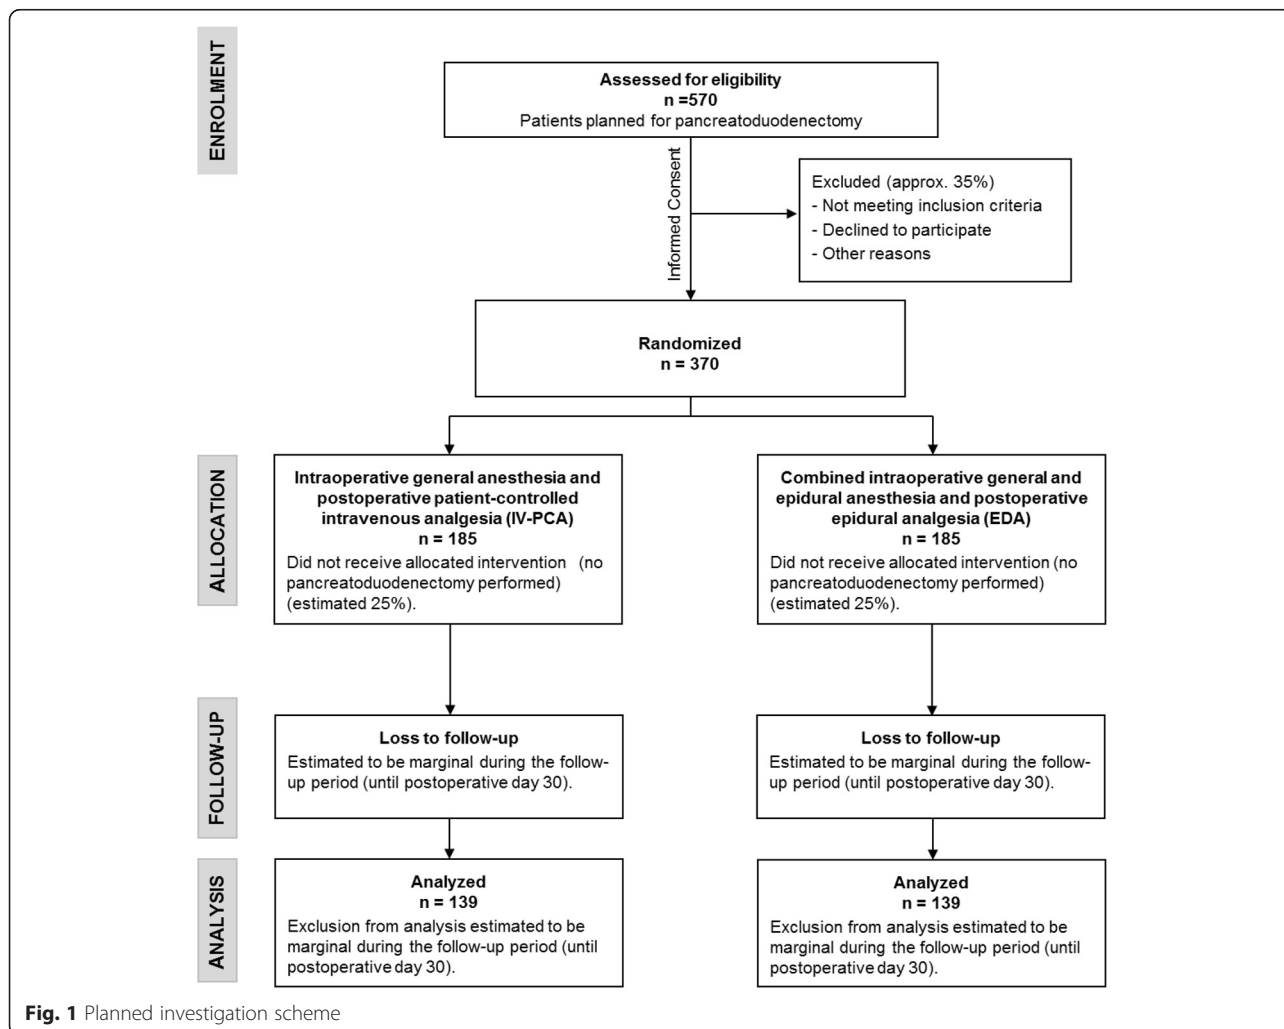 ENROLMENT
Assessed for eligibility
n =570
Patients planned for pancreatoduodenectomy
Informed Consent
Excluded (approx. 35%)
- Not meeting inclusion criteria
- Declined to participate
- Other reasons
Randomized
n = 370
ALLOCATION
Intraoperative general anesthesia and
postoperative patient-controlled
intravenous analgesia (IV-PCA)
n = 185
Did not receive allocated intervention (no
pancreatoduodenectomy performed)
(estimated 25%).
Combined intraoperative general and
epidural anesthesia and postoperative
epidural analgesia (EDA)
n = 185
Did not receive allocated intervention (no
pancreatoduodenectomy performed)
(estimated 25%).
FOLLOW-UP
Loss to follow-up
Estimated to be marginal during the follow-
up period (until postoperative day 30).
Loss to follow-up
Estimated to be marginal during the follow-
up period (until postoperative day 30).
ANALYSIS
Analyzed
n = 139
Exclusion from analysis estimated to be
marginal during the follow-up period (until
postoperative day 30).
Analyzed
n = 139
Exclusion from analysis estimated to be
marginal during the follow-up period (until
postoperative day 30).
Fig. 1 Planned investigation scheme